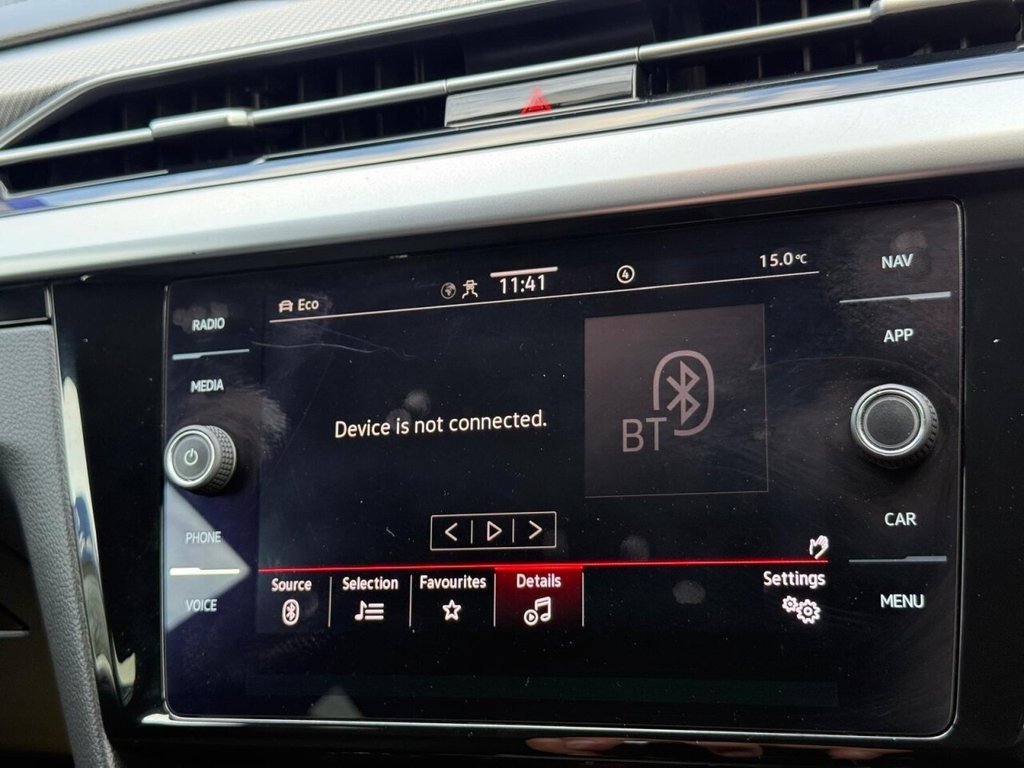 Eco
11:41
4
15.0°C
NAV
RADIO
APP
MEDIA
Device is not connected.
BT
PHONE
CAR
VOICE
Source
Selection
Favourites
Details
Settings
MENU